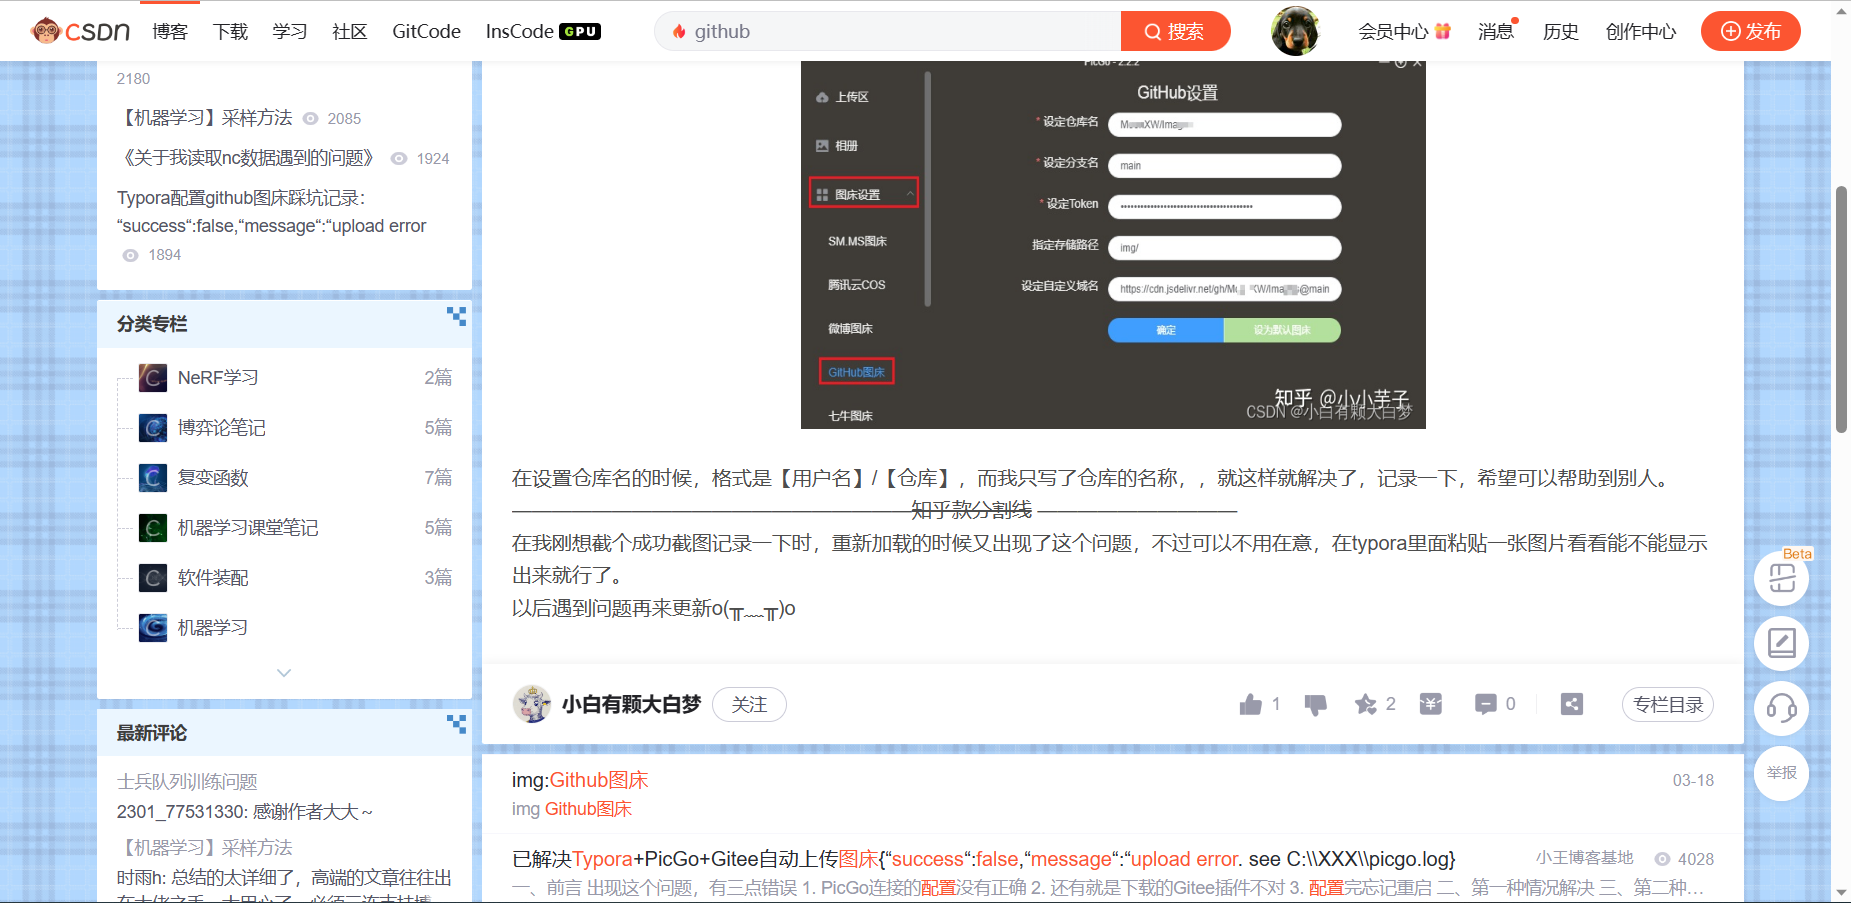 CSDN 博客 下载 学习 社区 GitCode InsCode GPU github 搜索 会员中心 消息 历史 创作中心 发布
2180
【机器学习】采样方法 2085
《关于我读取nc数据遇到的问题》 1924
Typora配置github图床踩坑记录:
“success“:false,“message“:“upload error
1894
分类专栏
NeRF学习 2篇
博弈论笔记 5篇
复变函数 7篇
机器学习课堂笔记 5篇
软件装配 3篇
机器学习
最新评论
士兵队列训练问题
2301_77531330: 感谢作者大大～
【机器学习】采样方法
时雨h: 总结的太详细了，高端的文章往往出
PicGo - 2.2.2
上传区
相册
图床设置
SM.MS图床
腾讯云COS
微博图床
GitHub图床
七牛图床
GitHub设置
* 设定仓库名
* 设定分支名 main
* 设定Token
指定存储路径 img/
设定自定义域名 https://cdn.jsdelivr.net/gh/ @main
确定 设为默认图床
知乎 @小小芋子
CSDN @小白有颗大白梦
在设置仓库名的时候，格式是【用户名】/【仓库】，而我只写了仓库的名称，，就这样就解决了，记录一下，希望可以帮助到别人。
————————————————————知乎款分割线 ——————————
在我刚想截个成功截图记录一下时，重新加载的时候又出现了这个问题，不过可以不用在意，在typora里面粘贴一张图片看看能不能显示
出来就行了。
以后遇到问题再来更新o(╥﹏╥)o
小白有颗大白梦 关注 1 2 0 专栏目录
img:Github图床 03-18
img Github图床
已解决Typora+PicGo+Gitee自动上传图床{“success“:false,“message“:“upload error. see C:\\XXX\\picgo.log} 小王博客基地 4028
一、前言 出现这个问题，有三点错误 1. PicGo连接的配置没有正确 2. 还有就是下载的Gitee插件不对 3. 配置完忘记重启 二、第一种情况解决 三、第二种...
Beta
举报